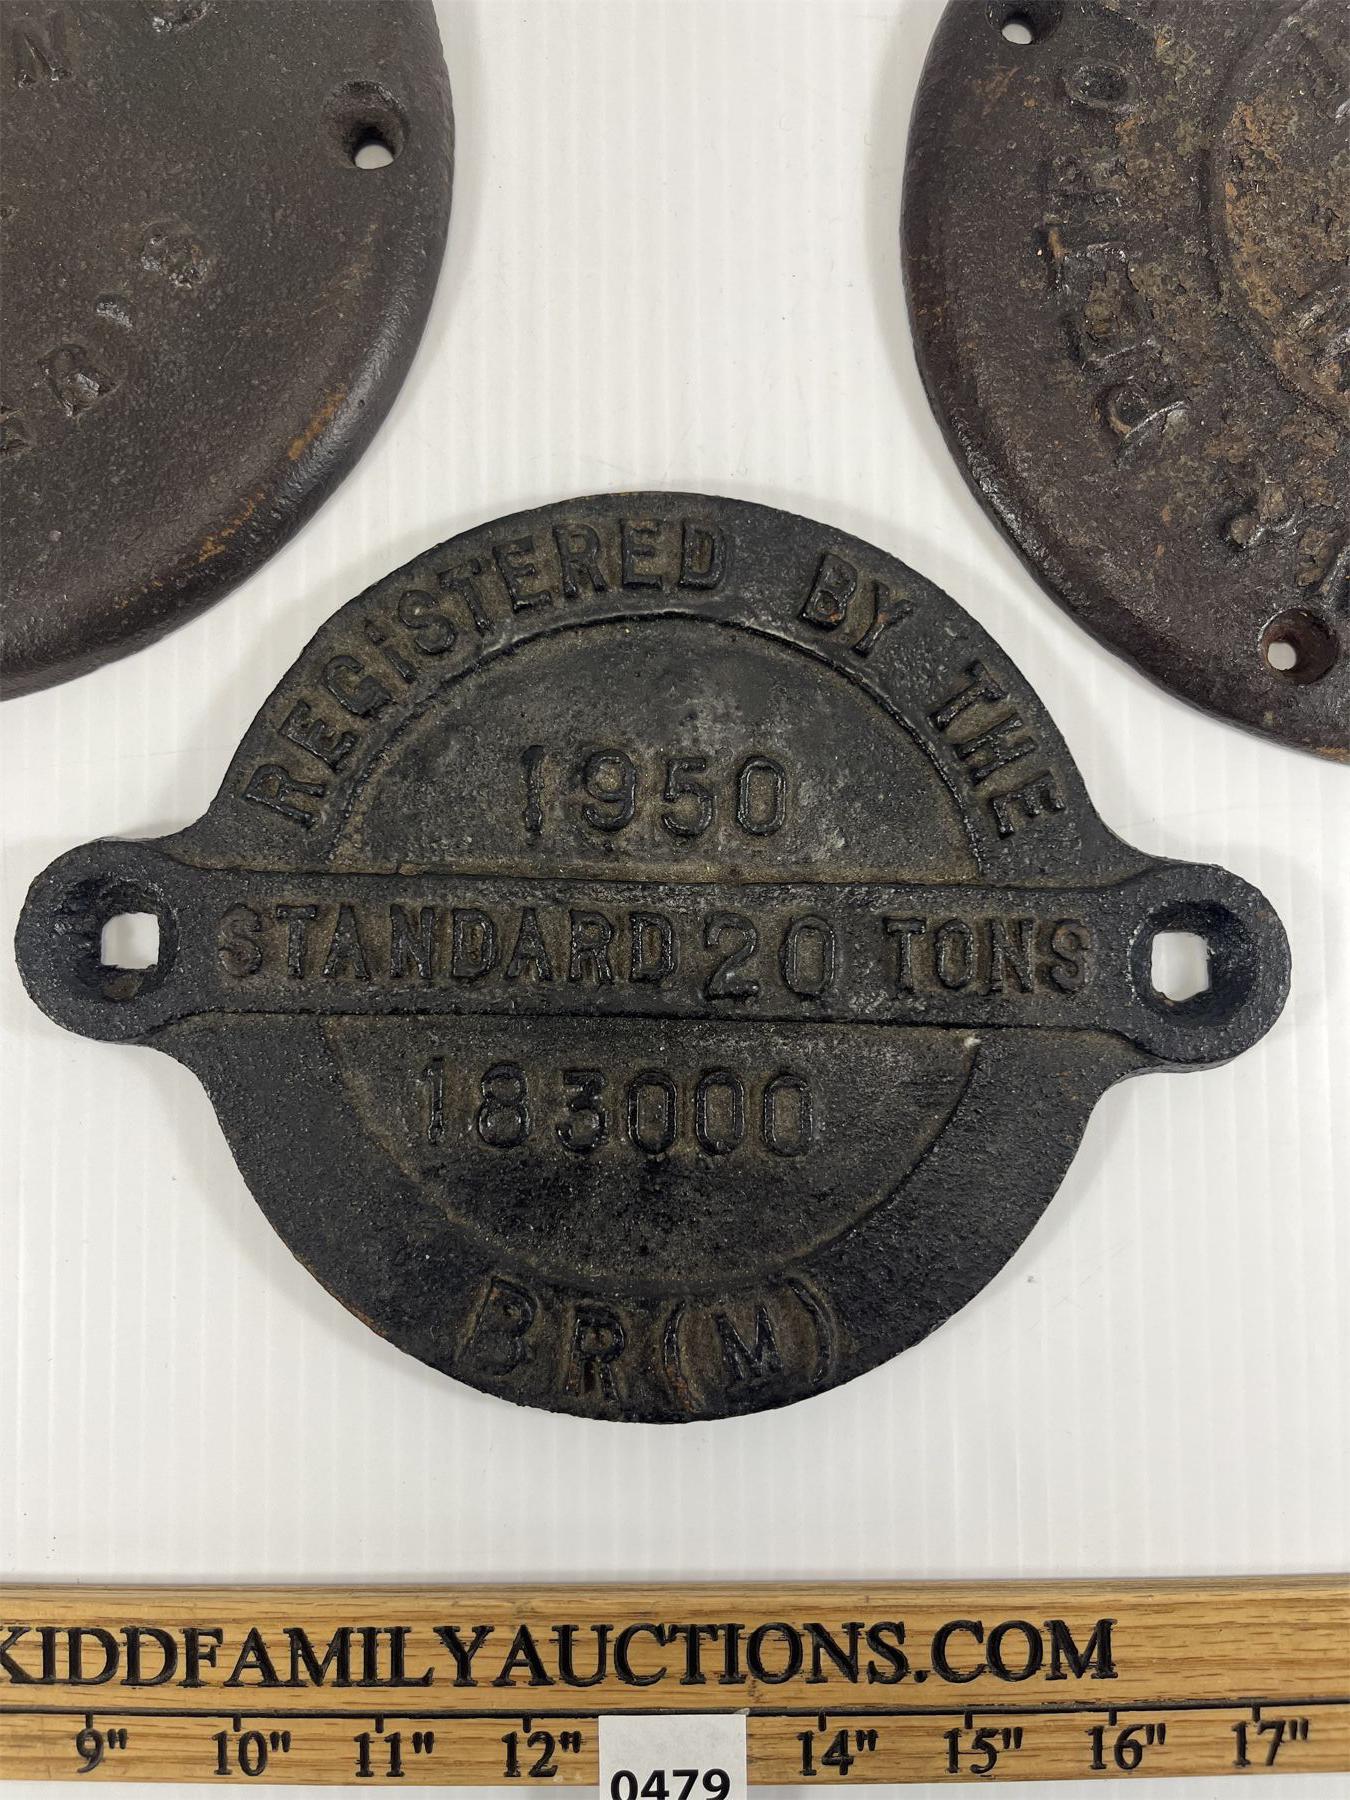 PETRO
REGiSTERED BY THE
1950
STANDARD 20 TONS
183000
BR(M)
KIDDFAMILYAUCTIONS.COM
9" 10" 11" 12" 14" 15" 16" 17"
0479